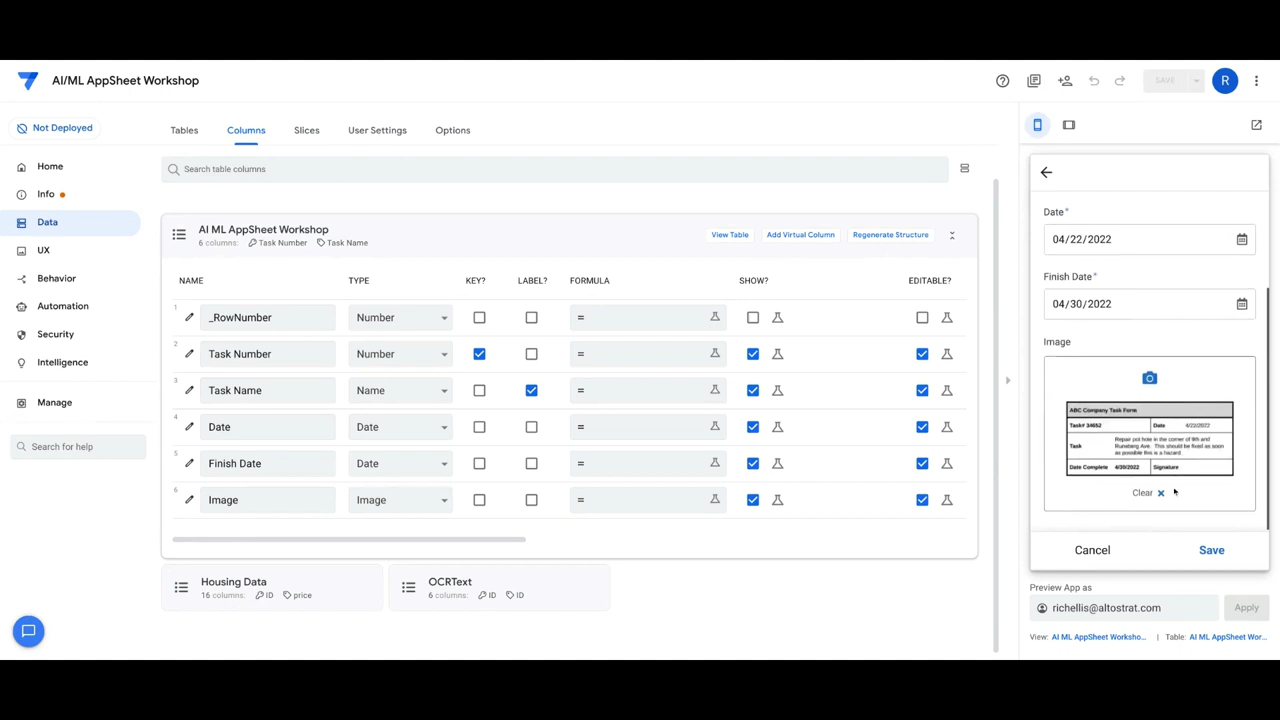 AI/ML AppSheet Workshop
SAVE
R
Not Deployed
Tables Columns Slices User Settings Options
Home
Info
Data
UX
Behavior
Automation
Security
Intelligence
Manage
Search for help
Search table columns
AI ML AppSheet Workshop
6 columns: Task Number Task Name
View Table Add Virtual Column Regenerate Structure
NAME TYPE KEY? LABEL? FORMULA SHOW? EDITABLE?
1 _RowNumber Number =
2 Task Number Number =
3 Task Name Name =
4 Date Date =
5 Finish Date Date =
6 Image Image =
Housing Data
16 columns: ID price
OCRText
6 columns: ID ID
Date*
04/22/2022
Finish Date*
04/30/2022
Image
ABC Company Task Form
Task# 34652 Date 4/22/2022
Task Repair pot hole in the corner of 9th and
Runeberg Ave. This should be fixed as soon
as possible this is a hazard
Date Complete 4/30/2022 Signature
Clear
Cancel Save
Preview App as
richellis@altostrat.com Apply
View: AI ML AppSheet Worksho... | Table: AI ML AppSheet Wor...